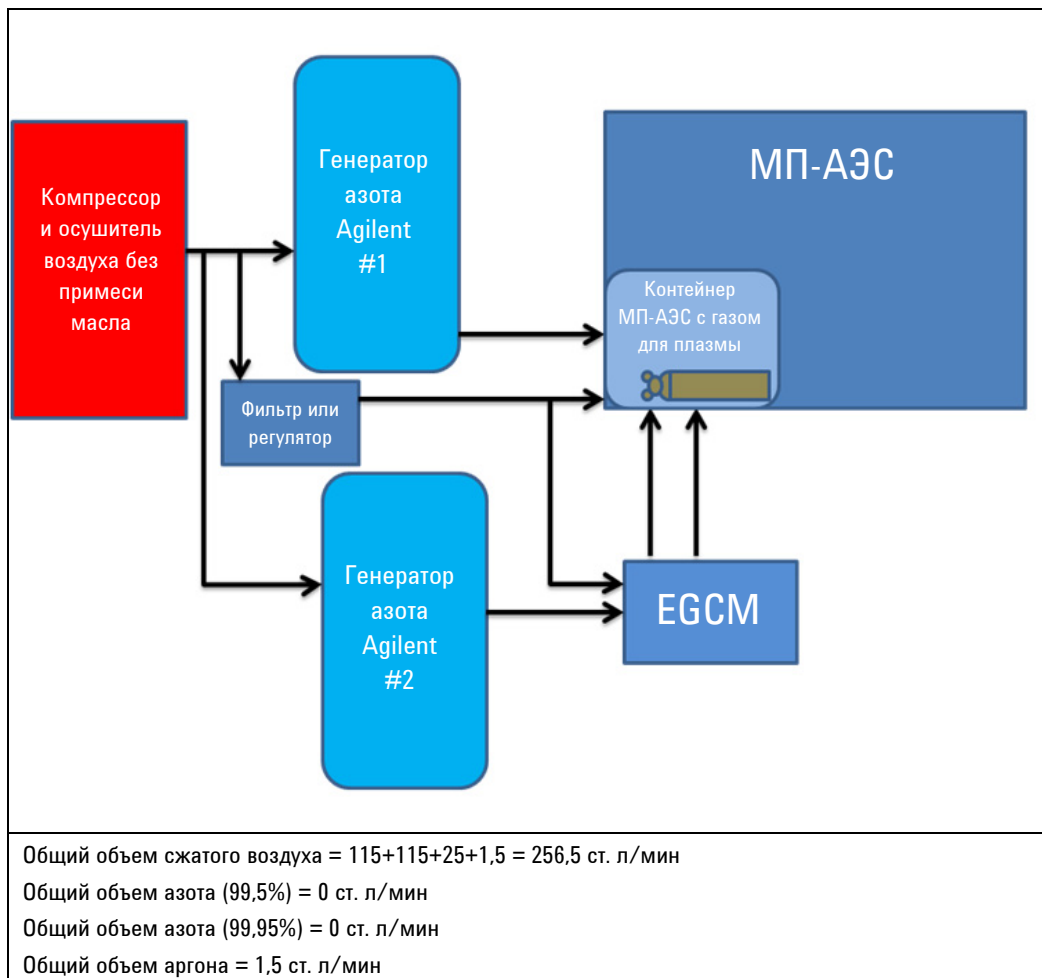 Компрессор
и осушитель
воздуха без
примеси
масла
Генератор
азота
Agilent
#1
МП-АЭС
Контейнер
МП-АЭС с газом
для плазмы
Фильтр или
регулятор
Генератор
азота
Agilent
#2
EGCM
Общий объем сжатого воздуха = 115+115+25+1,5 = 256,5 ст. л/мин
Общий объем азота (99,5%) = 0 ст. л/мин
Общий объем азота (99,95%) = 0 ст. л/мин
Общий объем аргона = 1,5 ст. л/мин